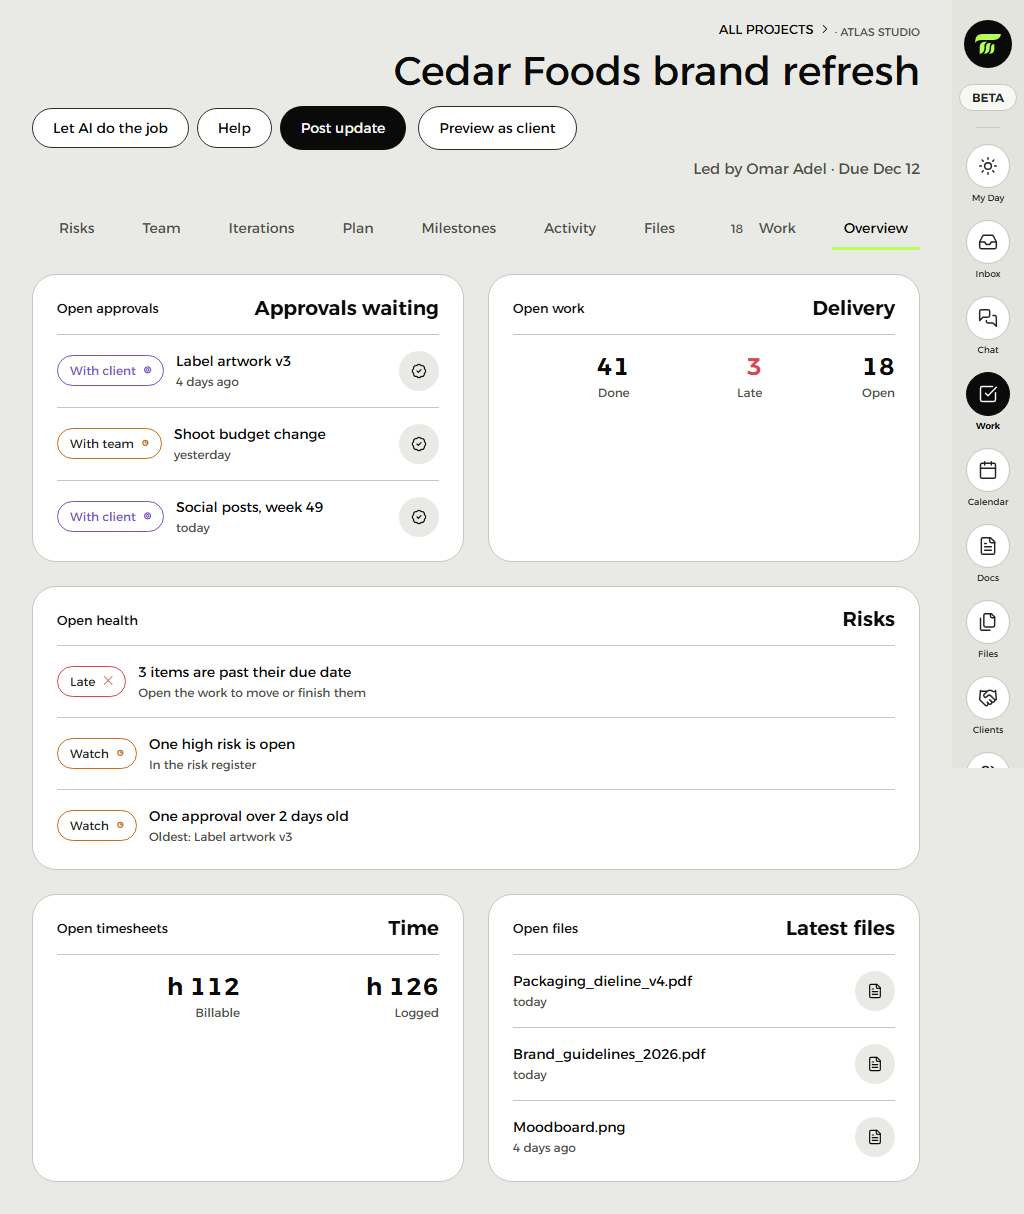 ALL PROJECTS > · ATLAS STUDIO
Cedar Foods brand refresh
Let AI do the job
Help
Post update
Preview as client
Led by Omar Adel · Due Dec 12
Risks
Team
Iterations
Plan
Milestones
Activity
Files
18 Work
Overview
Open approvals
Approvals waiting
With client
Label artwork v3
4 days ago
With team
Shoot budget change
yesterday
With client
Social posts, week 49
today
Open work
Delivery
41
Done
3
Late
18
Open
Open health
Risks
Late
3 items are past their due date
Open the work to move or finish them
Watch
One high risk is open
In the risk register
Watch
One approval over 2 days old
Oldest: Label artwork v3
Open timesheets
Time
h 112
Billable
h 126
Logged
Open files
Latest files
Packaging_dieline_v4.pdf
today
Brand_guidelines_2026.pdf
today
Moodboard.png
4 days ago
BETA
My Day
Inbox
Chat
Work
Calendar
Docs
Files
Clients